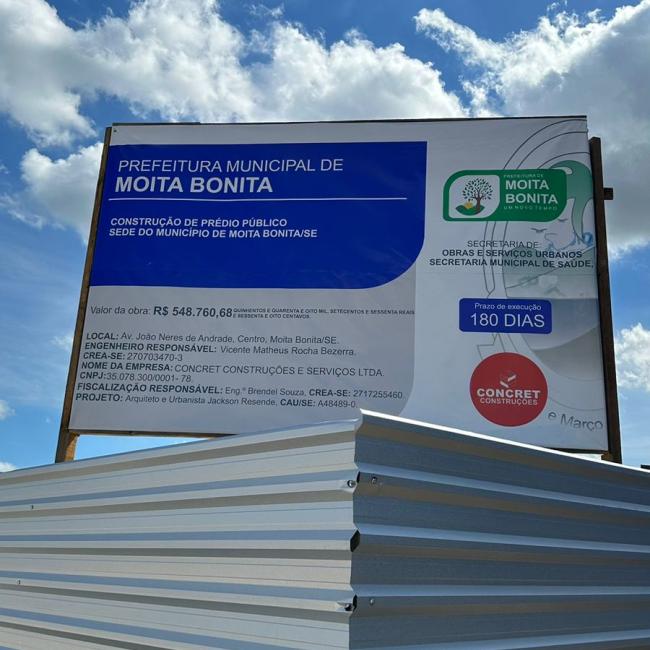 PREFEITURA MUNICIPAL DE
MOITA BONITA
CONSTRUÇÃO DE PRÉDIO PÚBLICO
SEDE DO MUNICÍPIO DE MOITA BONITA/SE
Valor da obra: R$ 548.760,68 QUINHENTOS E QUARENTA E OITO MIL, SETECENTOS E SESSENTA REAIS
E SESSENTA E OITO CENTAVOS.
LOCAL: Av. João Neres de Andrade, Centro, Moita Bonita/SE.
ENGENHEIRO RESPONSÁVEL: Vicente Matheus Rocha Bezerra.
CREA-SE: 270703470-3
NOME DA EMPRESA: CONCRET CONSTRUÇÕES E SERVIÇOS LTDA.
CNPJ:35.078.300/0001- 78.
FISCALIZAÇÃO RESPONSÁVEL: Eng.º Brendel Souza, CREA-SE: 2717255460.
PROJETO: Arquiteto e Urbanista Jackson Resende, CAU/SE: A48489-0
PREFEITURA DE
MOITA
BONITA
UM NOVO TEMPO
SECRETARIA DE:
OBRAS E SERVIÇOS URBANOS
SECRETARIA MUNICIPAL DE SAÚDE.
Prazo de execução
180 DIAS
CONCRET
CONSTRUÇÕES
e Março